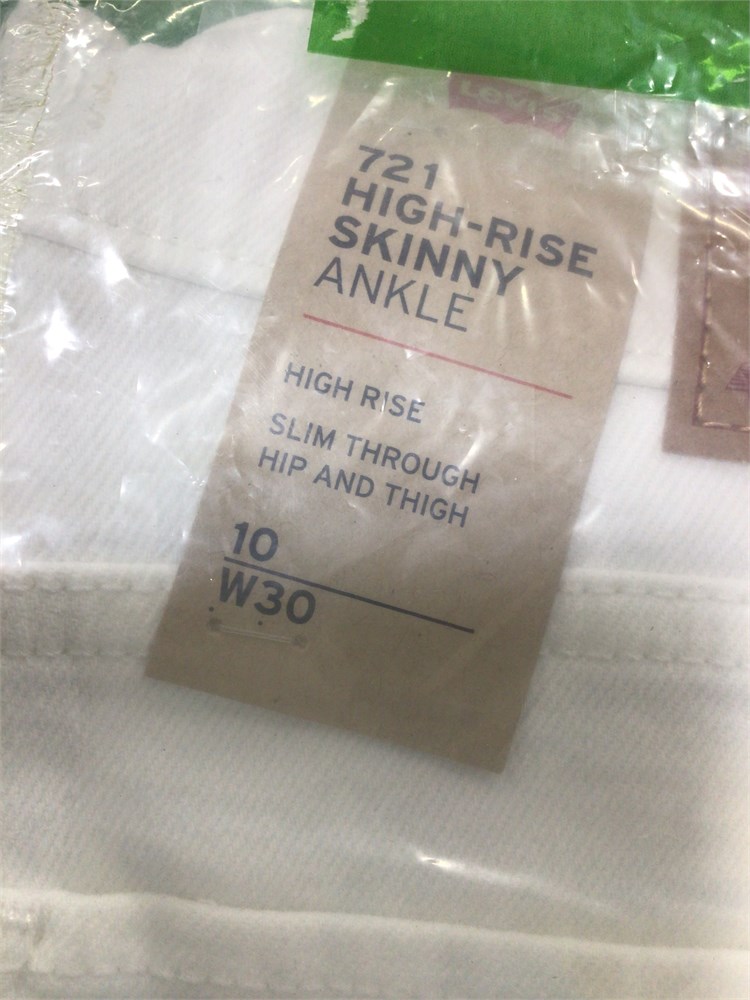 Levi's
721
HIGH-RISE
SKINNY
ANKLE
HIGH RISE
SLIM THROUGH
HIP AND THIGH
10
W30